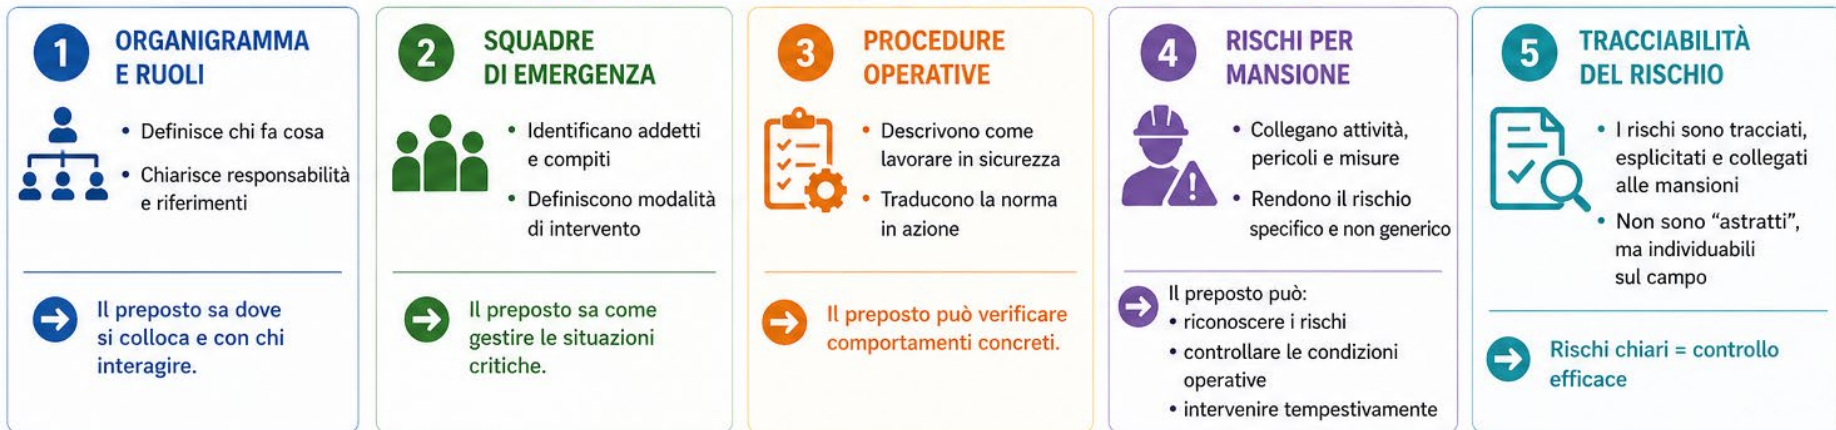 1
ORGANIGRAMMA
E RUOLI
• Definisce chi fa cosa
• Chiarisce responsabilità
e riferimenti
Il preposto sa dove
si colloca e con chi
interagire.
2
SQUADRE
DI EMERGENZA
• Identificano addetti
e compiti
• Definiscono modalità
di intervento
Il preposto sa come
gestire le situazioni
critiche.
3
PROCEDURE
OPERATIVE
• Descrivono come
lavorare in sicurezza
• Traducono la norma
in azione
Il preposto può verificare
comportamenti concreti.
4
RISCHI PER
MANSIONE
• Collegano attività,
pericoli e misure
• Rendono il rischio
specifico e non generico
Il preposto può:
• riconoscere i rischi
• controllare le condizioni
operative
• intervenire tempestivamente
5
TRACCIABILITÀ
DEL RISCHIO
• I rischi sono tracciati,
esplicitati e collegati
alle mansioni
• Non sono “astratti”,
ma individuabili
sul campo
Rischi chiari = controllo
efficace